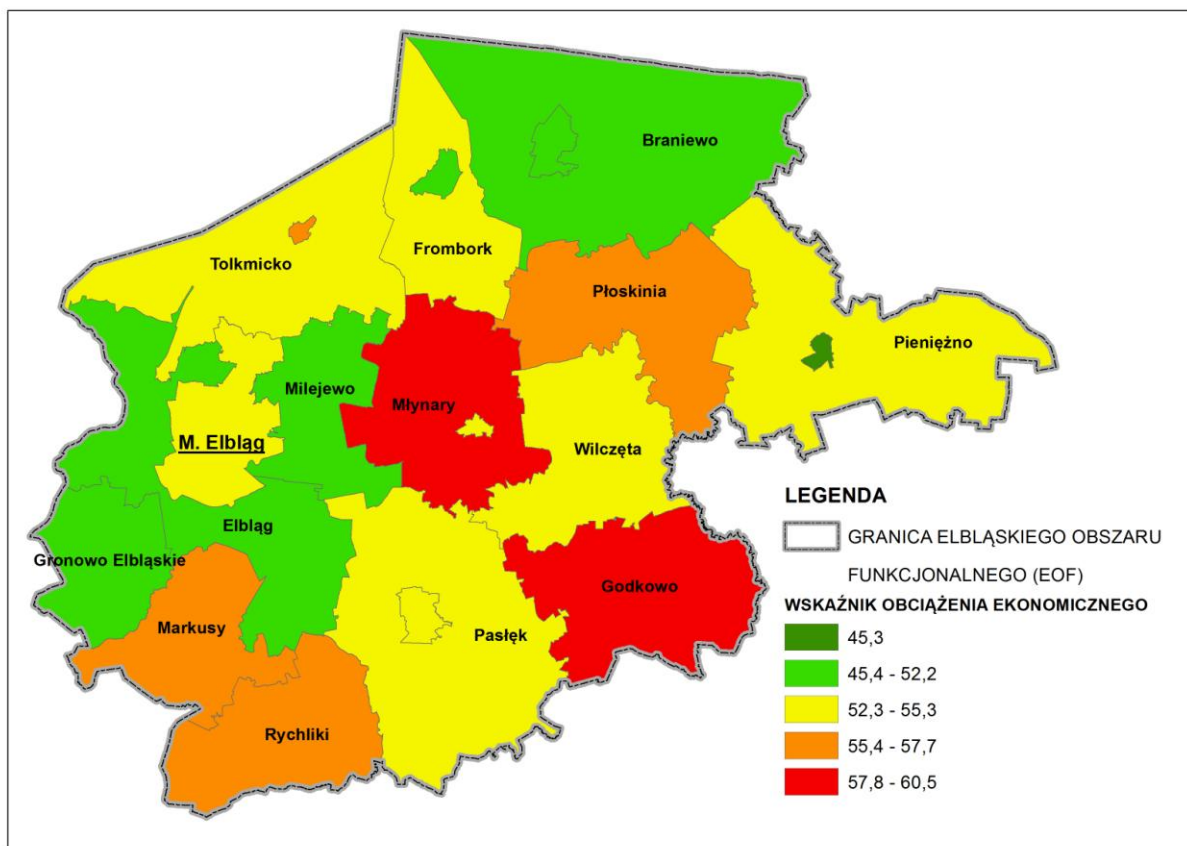 Braniewo
Frombork
Tolkmicko
Płoskinia
Pieniężno
Milejewo
Młynary
M. Elbląg
Wilczęta
Elbląg
Gronowo Elbląskie
Godkowo
Markusy
Pasłęk
Rychliki
LEGENDA
GRANICA ELBLĄSKIEGO OBSZARU
FUNKCJONALNEGO (EOF)
WSKAŹNIK OBCIĄŻENIA EKONOMICZNEGO
45,3
45,4 - 52,2
52,3 - 55,3
55,4 - 57,7
57,8 - 60,5